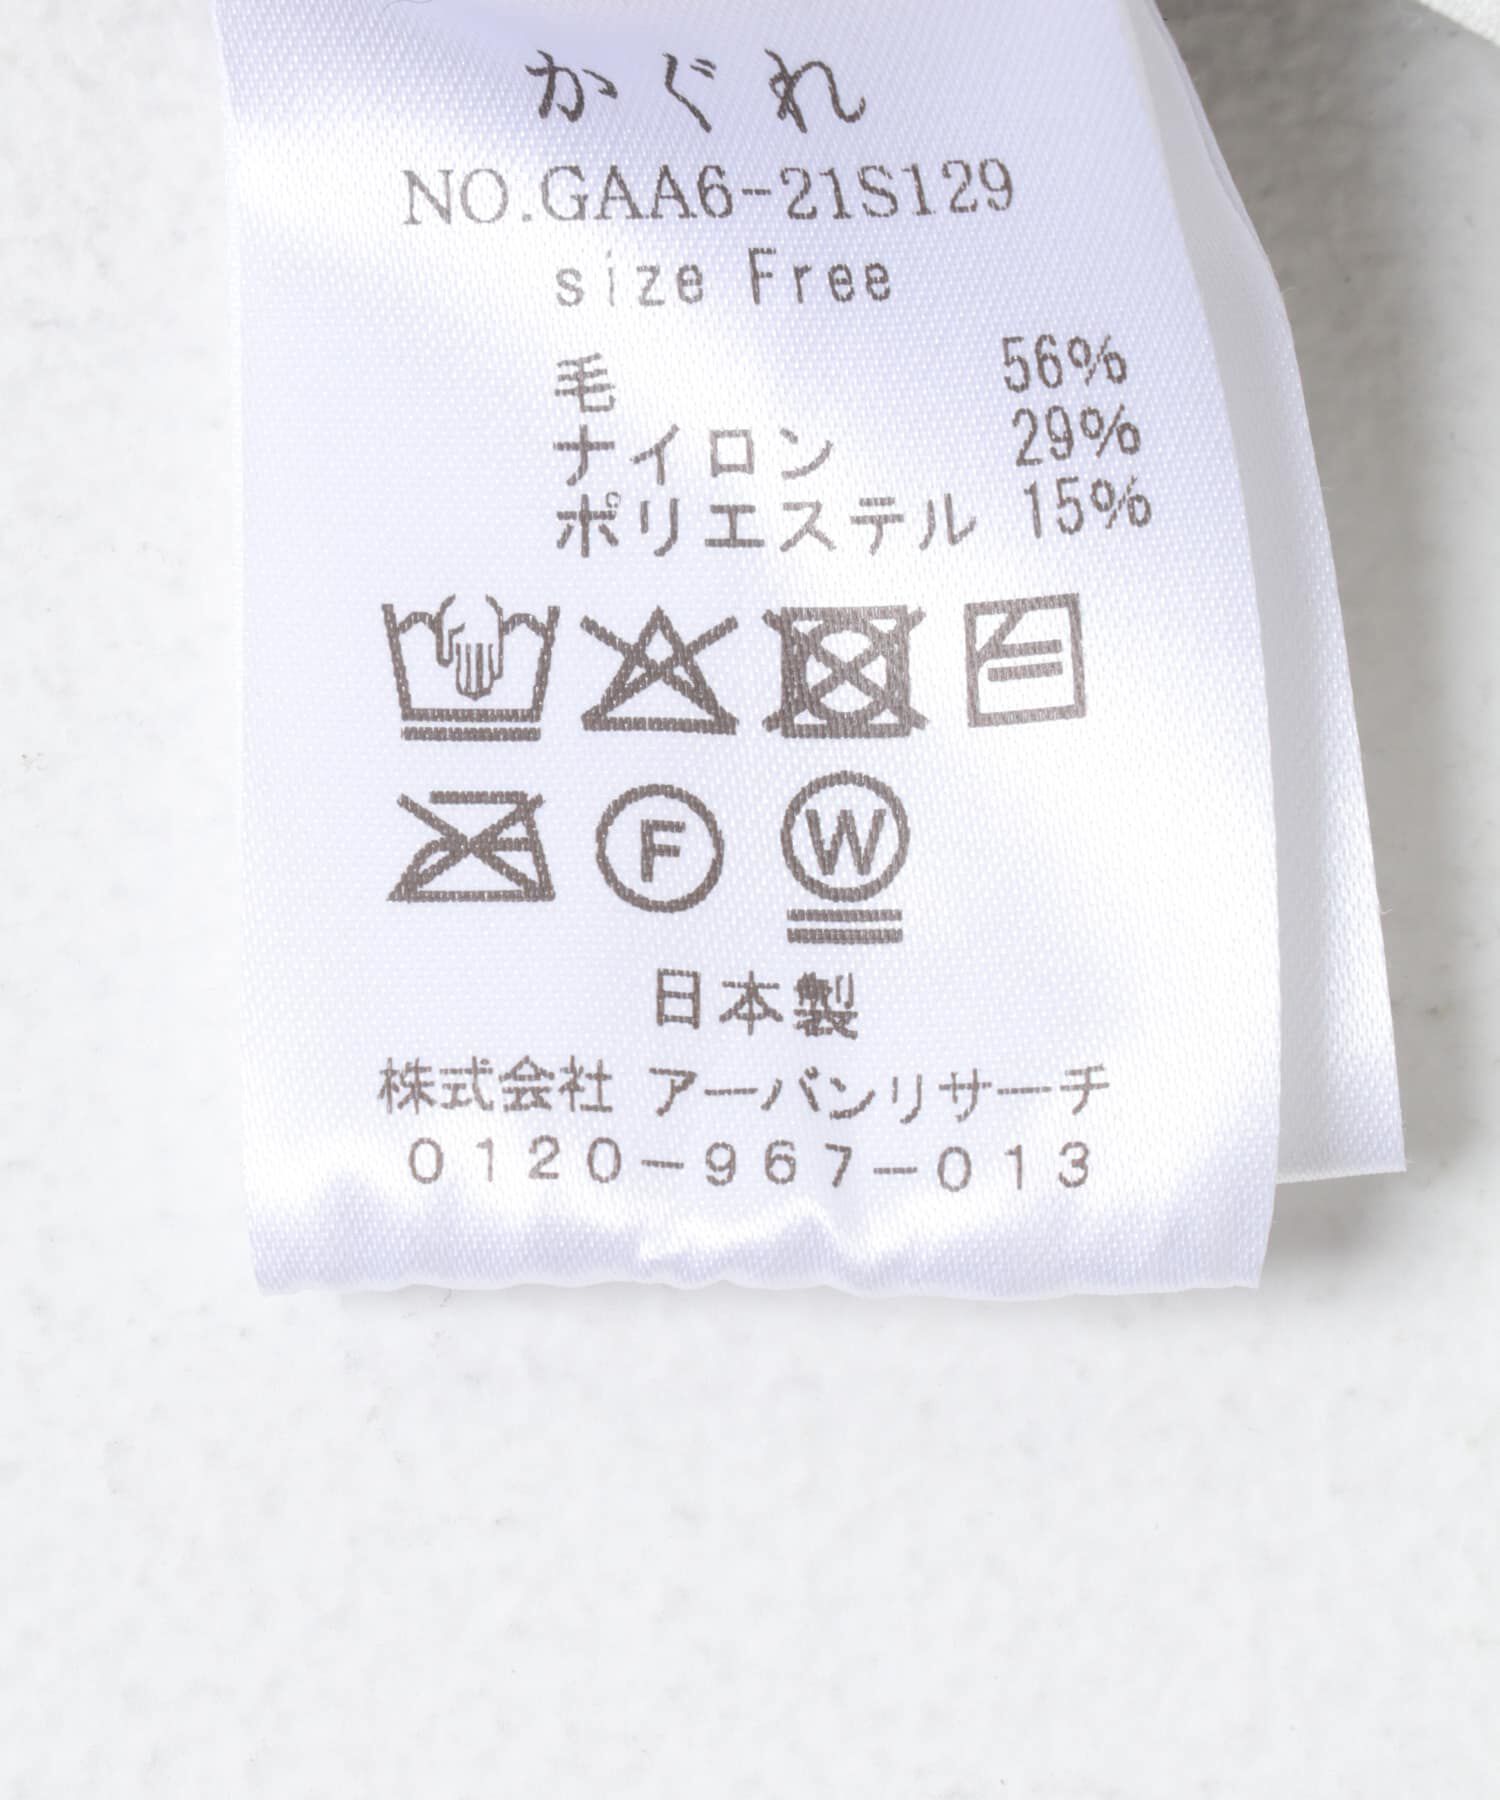 かぐれ
NO.GAA6-21S129
size Free
毛 56%
ナイロン 29%
ポリエステル 15%
F W
日本製
株式会社 アーバンリサーチ
0120-967-013